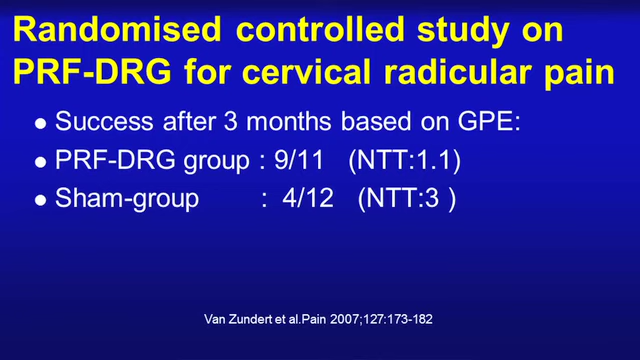 Randomised controlled study on
PRF-DRG for cervical radicular pain
● Success after 3 months based on GPE:
● PRF-DRG group : 9/11 (NTT:1.1)
● Sham-group : 4/12 (NTT:3 )
Van Zundert et al.Pain 2007;127:173-182